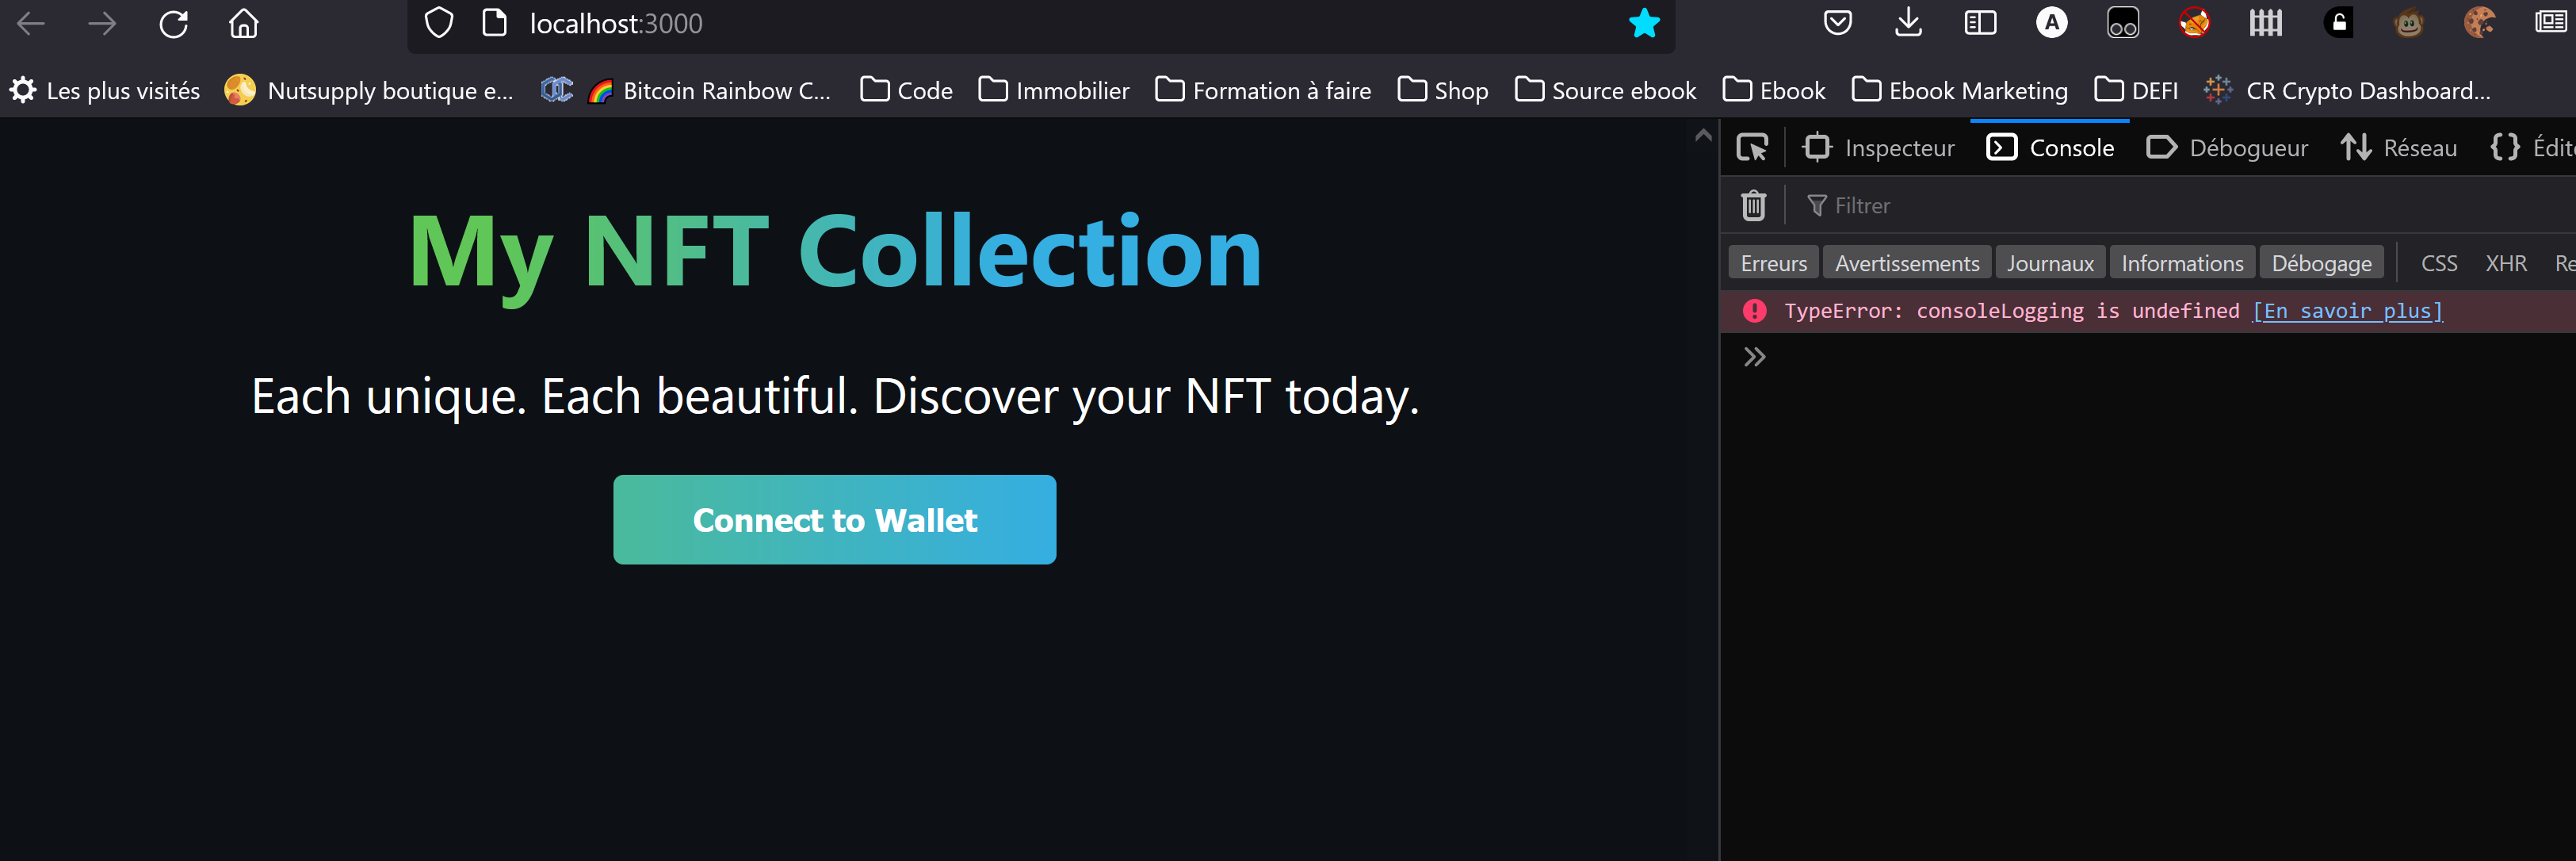 localhost:3000
Les plus visités Nutsupply boutique e... Bitcoin Rainbow C... Code Immobilier Formation à faire Shop Source ebook Ebook Ebook Marketing DEFI CR Crypto Dashboard...
My NFT Collection
Each unique. Each beautiful. Discover your NFT today.
Connect to Wallet
Inspecteur Console Débogueur Réseau {} Édit
Filtrer
Erreurs Avertissements Journaux Informations Débogage CSS XHR Re
TypeError: consoleLogging is undefined [En savoir plus]